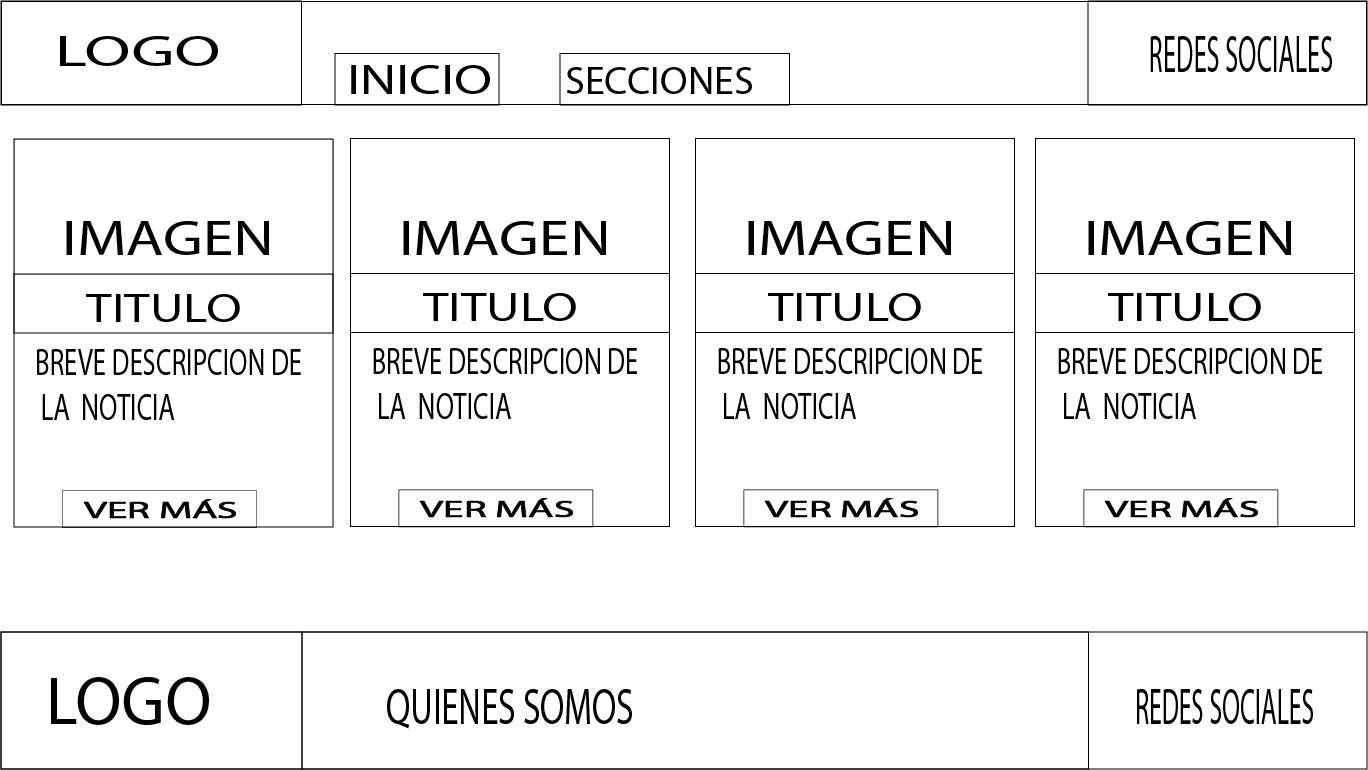 LOGO
INICIO
SECCIONES
REDES SOCIALES
IMAGEN
TITULO
BREVE DESCRIPCION DE
LA NOTICIA
VER MÁS
IMAGEN
TITULO
BREVE DESCRIPCION DE
LA NOTICIA
VER MÁS
IMAGEN
TITULO
BREVE DESCRIPCION DE
LA NOTICIA
VER MÁS
IMAGEN
TITULO
BREVE DESCRIPCION DE
LA NOTICIA
VER MÁS
LOGO
QUIENES SOMOS
REDES SOCIALES